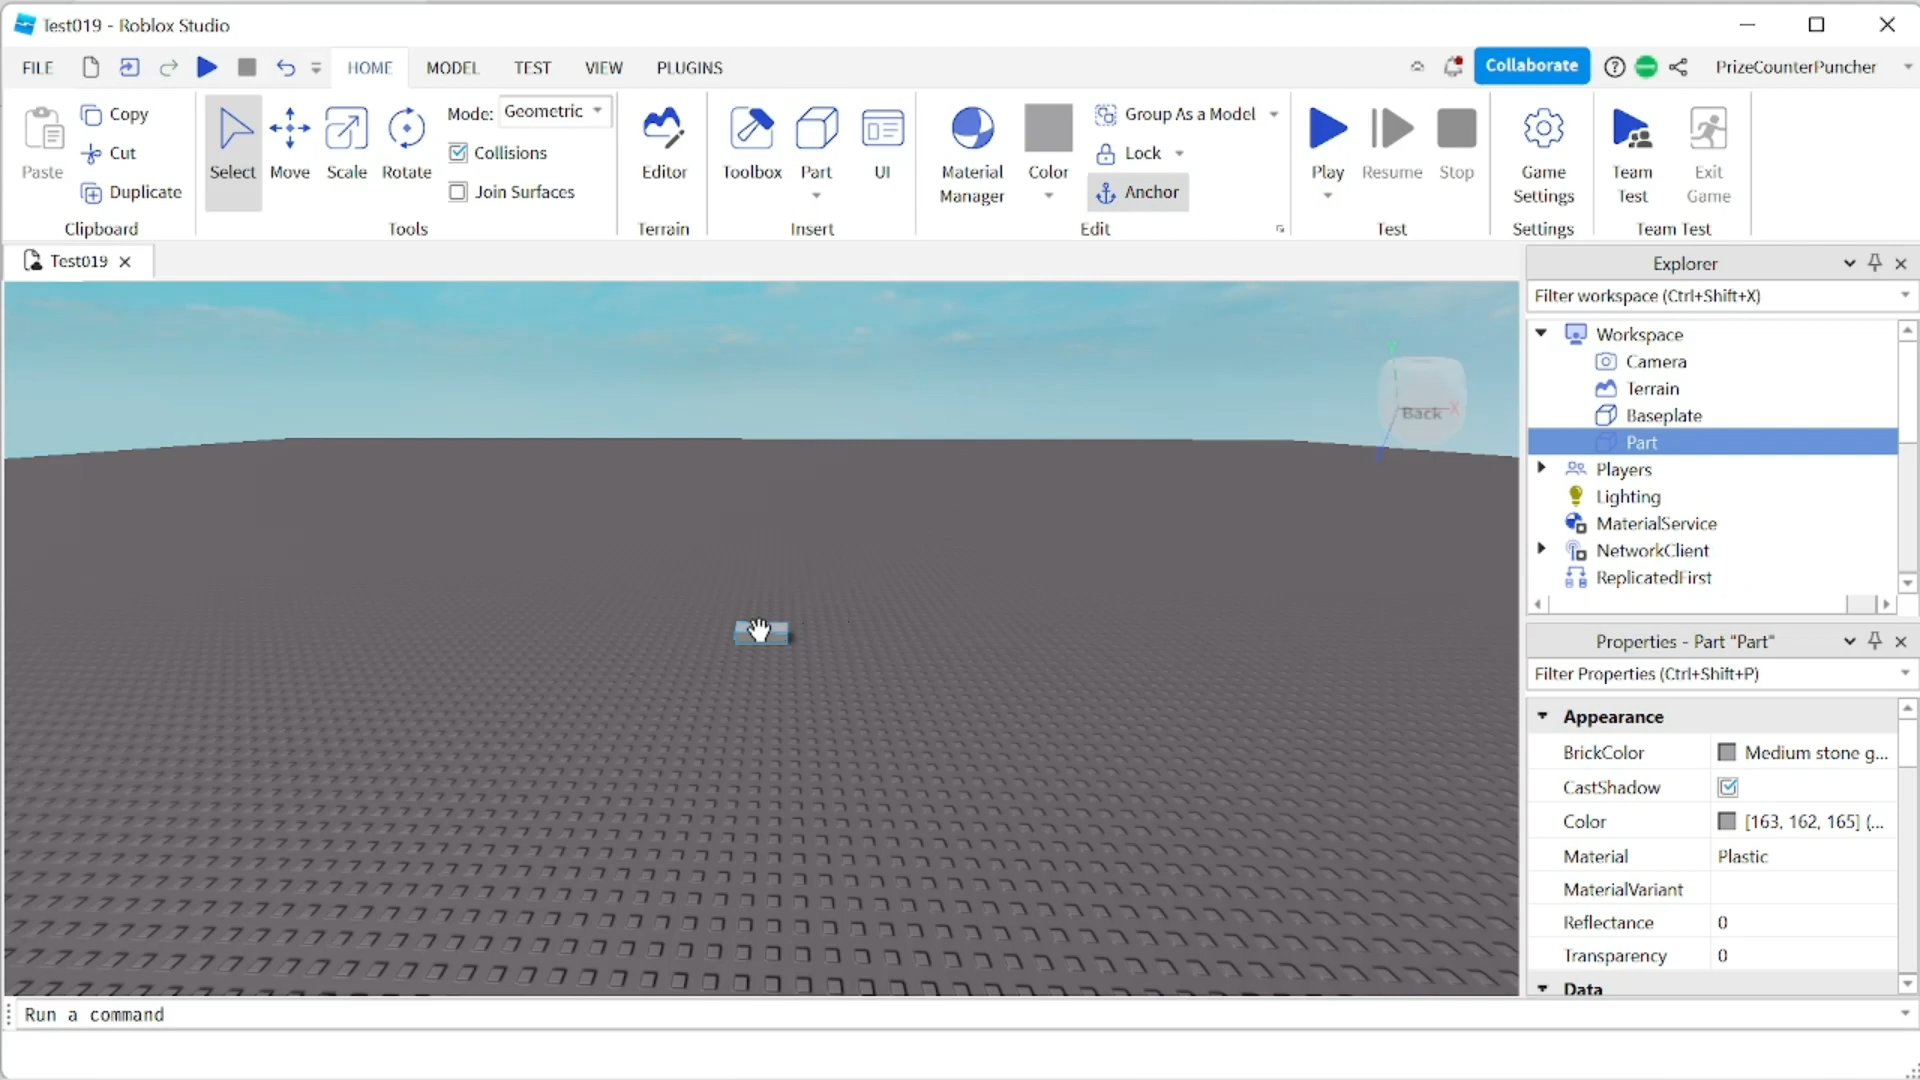 Test019 - Roblox Studio
FILE
HOME
MODEL
TEST
VIEW
PLUGINS
Collaborate
PrizeCounterPuncher
Paste
Copy
Cut
Duplicate
Clipboard
Select
Move
Scale
Rotate
Mode: Geometric
Collisions
Join Surfaces
Tools
Editor
Terrain
Toolbox
Part
UI
Insert
Material
Manager
Color
Group As a Model
Lock
Anchor
Edit
Play
Resume
Stop
Test
Game
Settings
Settings
Team
Test
Exit
Game
Team Test
Test019
Y
Back
X
Explorer
Filter workspace (Ctrl+Shift+X)
Workspace
Camera
Terrain
Baseplate
Part
Players
Lighting
MaterialService
NetworkClient
ReplicatedFirst
Properties - Part "Part"
Filter Properties (Ctrl+Shift+P)
Appearance
BrickColor Medium stone g...
CastShadow
Color [163, 162, 165] (...
Material Plastic
MaterialVariant
Reflectance 0
Transparency 0
Data
Run a command